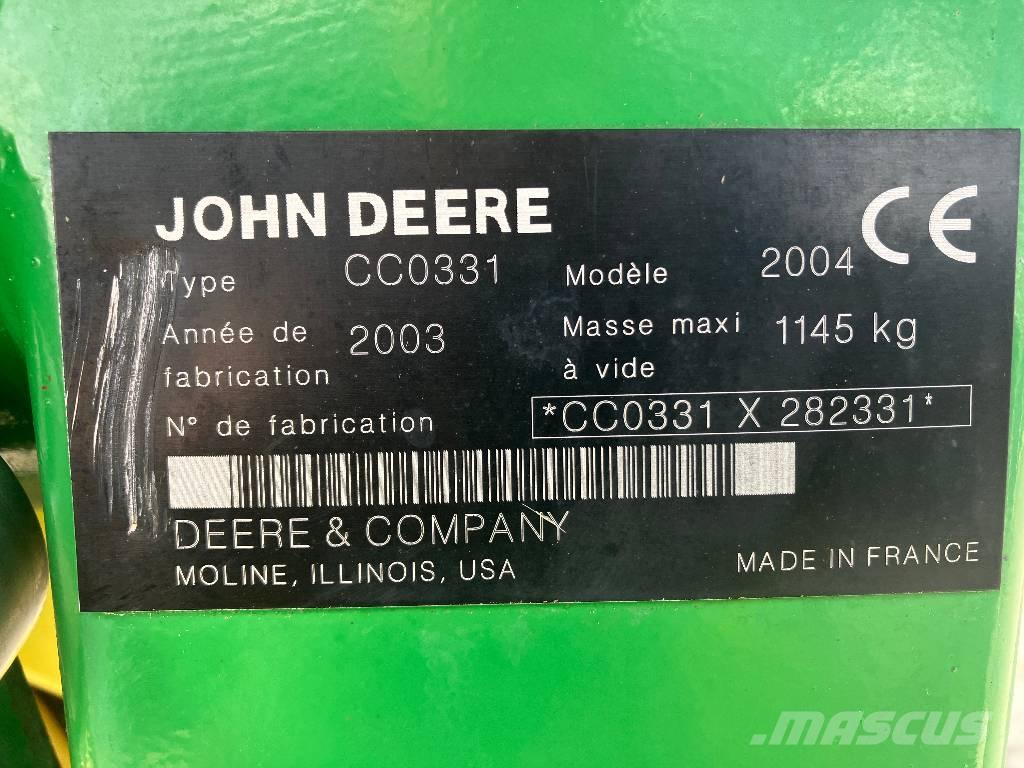 JOHN DEERE
CE
Type CC0331 Modèle 2004
Année de fabrication 2003 Masse maxi à vide 1145 kg
N° de fabrication *CC0331 X 282331*
DEERE & COMPANY
MOLINE, ILLINOIS, USA
MADE IN FRANCE
MASCUS